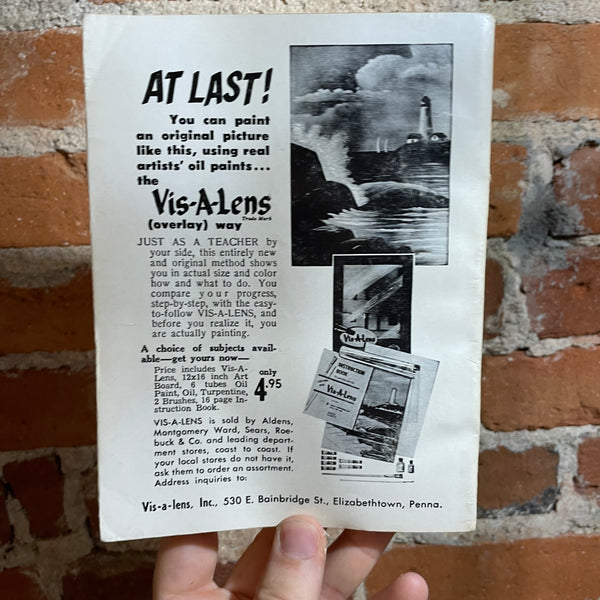 AT LAST!
You can paint
an original picture
like this, using real
artists' oil paints...
the
Vis-A-Lens
Trade Mark
(overlay) way
JUST AS A TEACHER by
your side, this entirely new
and original method shows
you in actual size and color
how and what to do. You
compare your progress,
step-by-step, with the easy-
to-follow VIS-A-LENS, and
before you realize it, you
are actually painting.
A choice of subjects avail-
able—get yours now—
Price includes Vis-A-
Lens, 12x16 inch Art
Board, 6 tubes Oil
Paint, Oil, Turpentine,
2 Brushes, 16 page In-
struction Book.
only
4.95
VIS-A-LENS is sold by Aldens,
Montgomery Ward, Sears, Roe-
buck & Co. and leading depart-
ment stores, coast to coast. If
your local stores do not have it,
ask them to order an assortment.
Address inquiries to:
Vis-A-Lens
INSTRUCTION
BOOK
Vis-A-Lens
Vis-a-lens, Inc., 530 E. Bainbridge St., Elizabethtown, Penna.